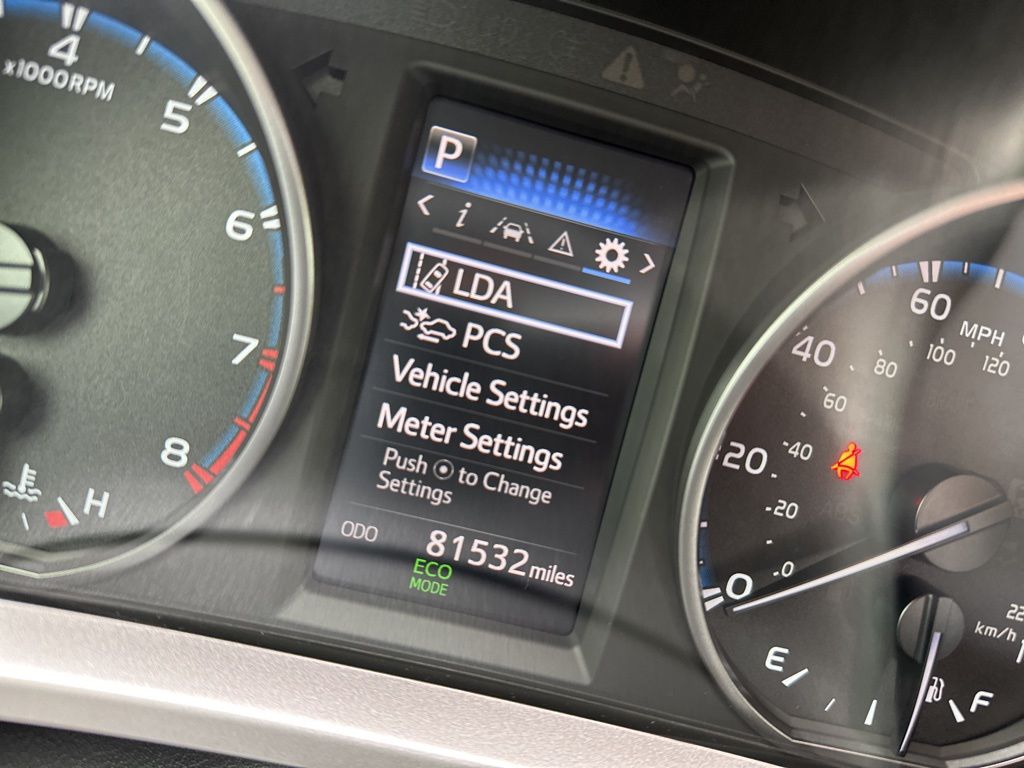 4
x1000RPM
5
6
7
8
H
P
i
LDA
PCS
Vehicle Settings
Meter Settings
Push to Change
Settings
ODO 81532 miles
ECO
MODE
60
MPH
40
80 100 120
60
20
40
20
0
0
E
F
km/h